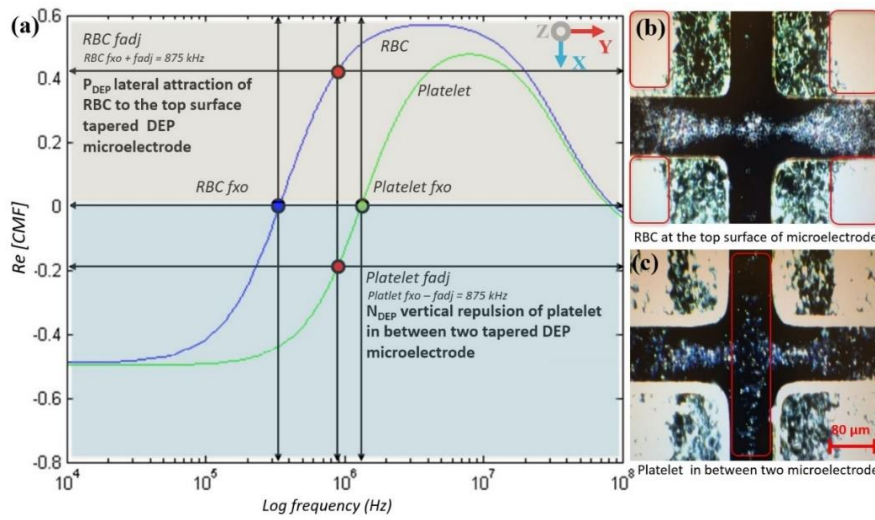 (a)
RBC fadj
RBC fxo + fadj = 875 kHz
P_DEP lateral attraction of
RBC to the top surface
tapered DEP
microelectrode
RBC
Platelet
Z
Y
X
RBC fxo
Platelet fxo
Platelet fadj
Platlet fxo – fadj = 875 kHz
N_DEP vertical repulsion of platelet
in between two tapered DEP
microelectrode
Re [CMF]
0.6
0.4
0.2
0
-0.2
-0.4
-0.6
-0.8
10^4
10^5
10^6
10^7
10^8
Log frequency (Hz)
(b)
RBC at the top surface of microelectrode
(c)
80 µm
Platelet in between two microelectrode